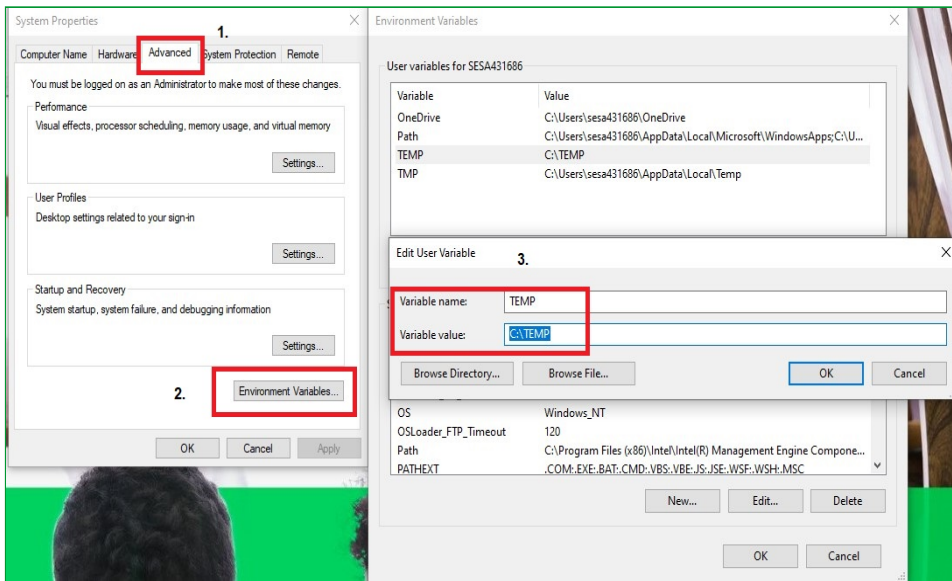 System Properties
1.
Computer Name Hardware Advanced System Protection Remote
You must be logged on as an Administrator to make most of these changes.
Performance
Visual effects, processor scheduling, memory usage, and virtual memory
Settings...
User Profiles
Desktop settings related to your sign-in
Settings...
Startup and Recovery
System startup, system failure, and debugging information
Settings...
2.
Environment Variables...
OK Cancel Apply
Environment Variables
User variables for SESA431686
Variable Value
OneDrive C:\Users\sesa431686\OneDrive
Path C:\Users\sesa431686\AppData\Local\Microsoft\WindowsApps;C:\U...
TEMP C:\TEMP
TMP C:\Users\sesa431686\AppData\Local\Temp
Edit User Variable
3.
Variable name: TEMP
Variable value: C:\TEMP
Browse Directory... Browse File... OK Cancel
OS Windows_NT
OSLoader_FTP_Timeout 120
Path C:\Program Files (x86)\Intel\Intel(R) Management Engine Compone...
PATHEXT .COM;.EXE;.BAT;.CMD;.VBS;.VBE;.JS;.JSE;.WSF;.WSH;.MSC
New... Edit... Delete
OK Cancel